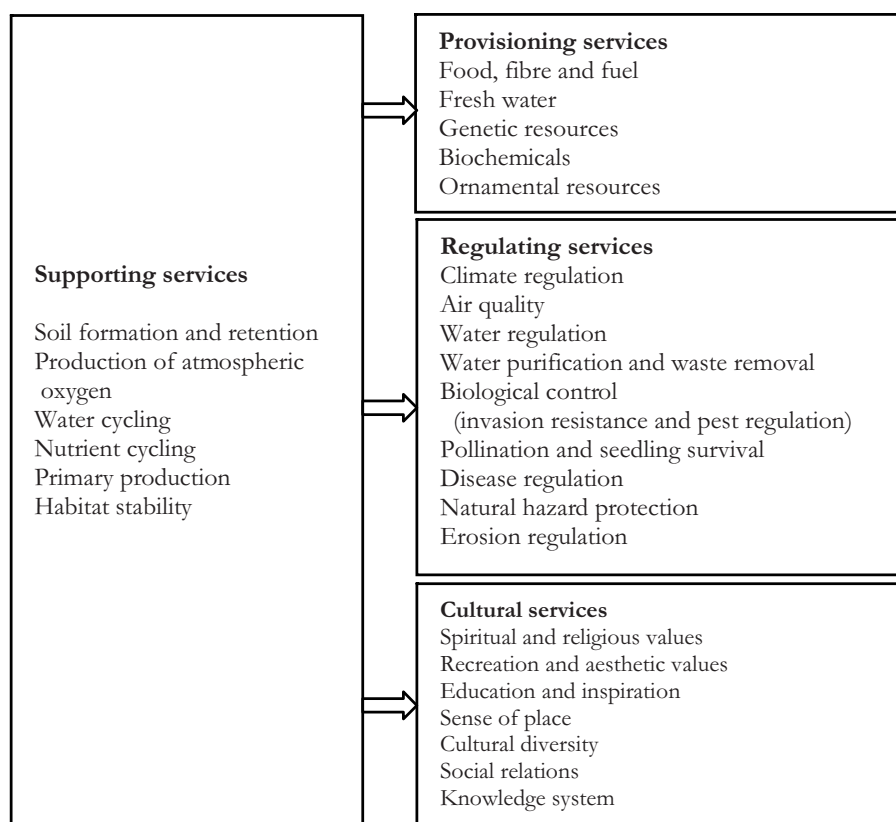 Supporting services
Soil formation and retention
Production of atmospheric
oxygen
Water cycling
Nutrient cycling
Primary production
Habitat stability
Provisioning services
Food, fibre and fuel
Fresh water
Genetic resources
Biochemicals
Ornamental resources
Regulating services
Climate regulation
Air quality
Water regulation
Water purification and waste removal
Biological control
(invasion resistance and pest regulation)
Pollination and seedling survival
Disease regulation
Natural hazard protection
Erosion regulation
Cultural services
Spiritual and religious values
Recreation and aesthetic values
Education and inspiration
Sense of place
Cultural diversity
Social relations
Knowledge system